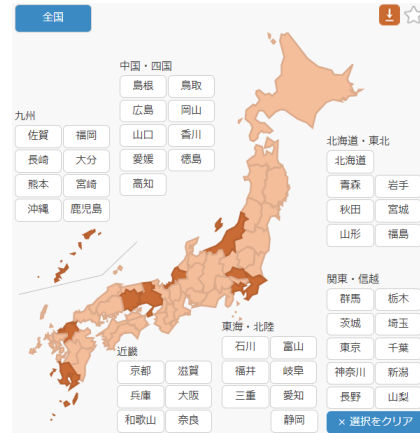 全国
中国・四国
島根 鳥取
広島 岡山
山口 香川
愛媛 徳島
高知
九州
佐賀 福岡
長崎 大分
熊本 宮崎
沖縄 鹿児島
北海道・東北
北海道
青森 岩手
秋田 宮城
山形 福島
関東・信越
群馬 栃木
茨城 埼玉
東京 千葉
神奈川 新潟
長野 山梨
東海・北陸
石川 富山
福井 岐阜
三重 愛知
静岡
近畿
京都 滋賀
兵庫 大阪
和歌山 奈良
× 選択をクリア